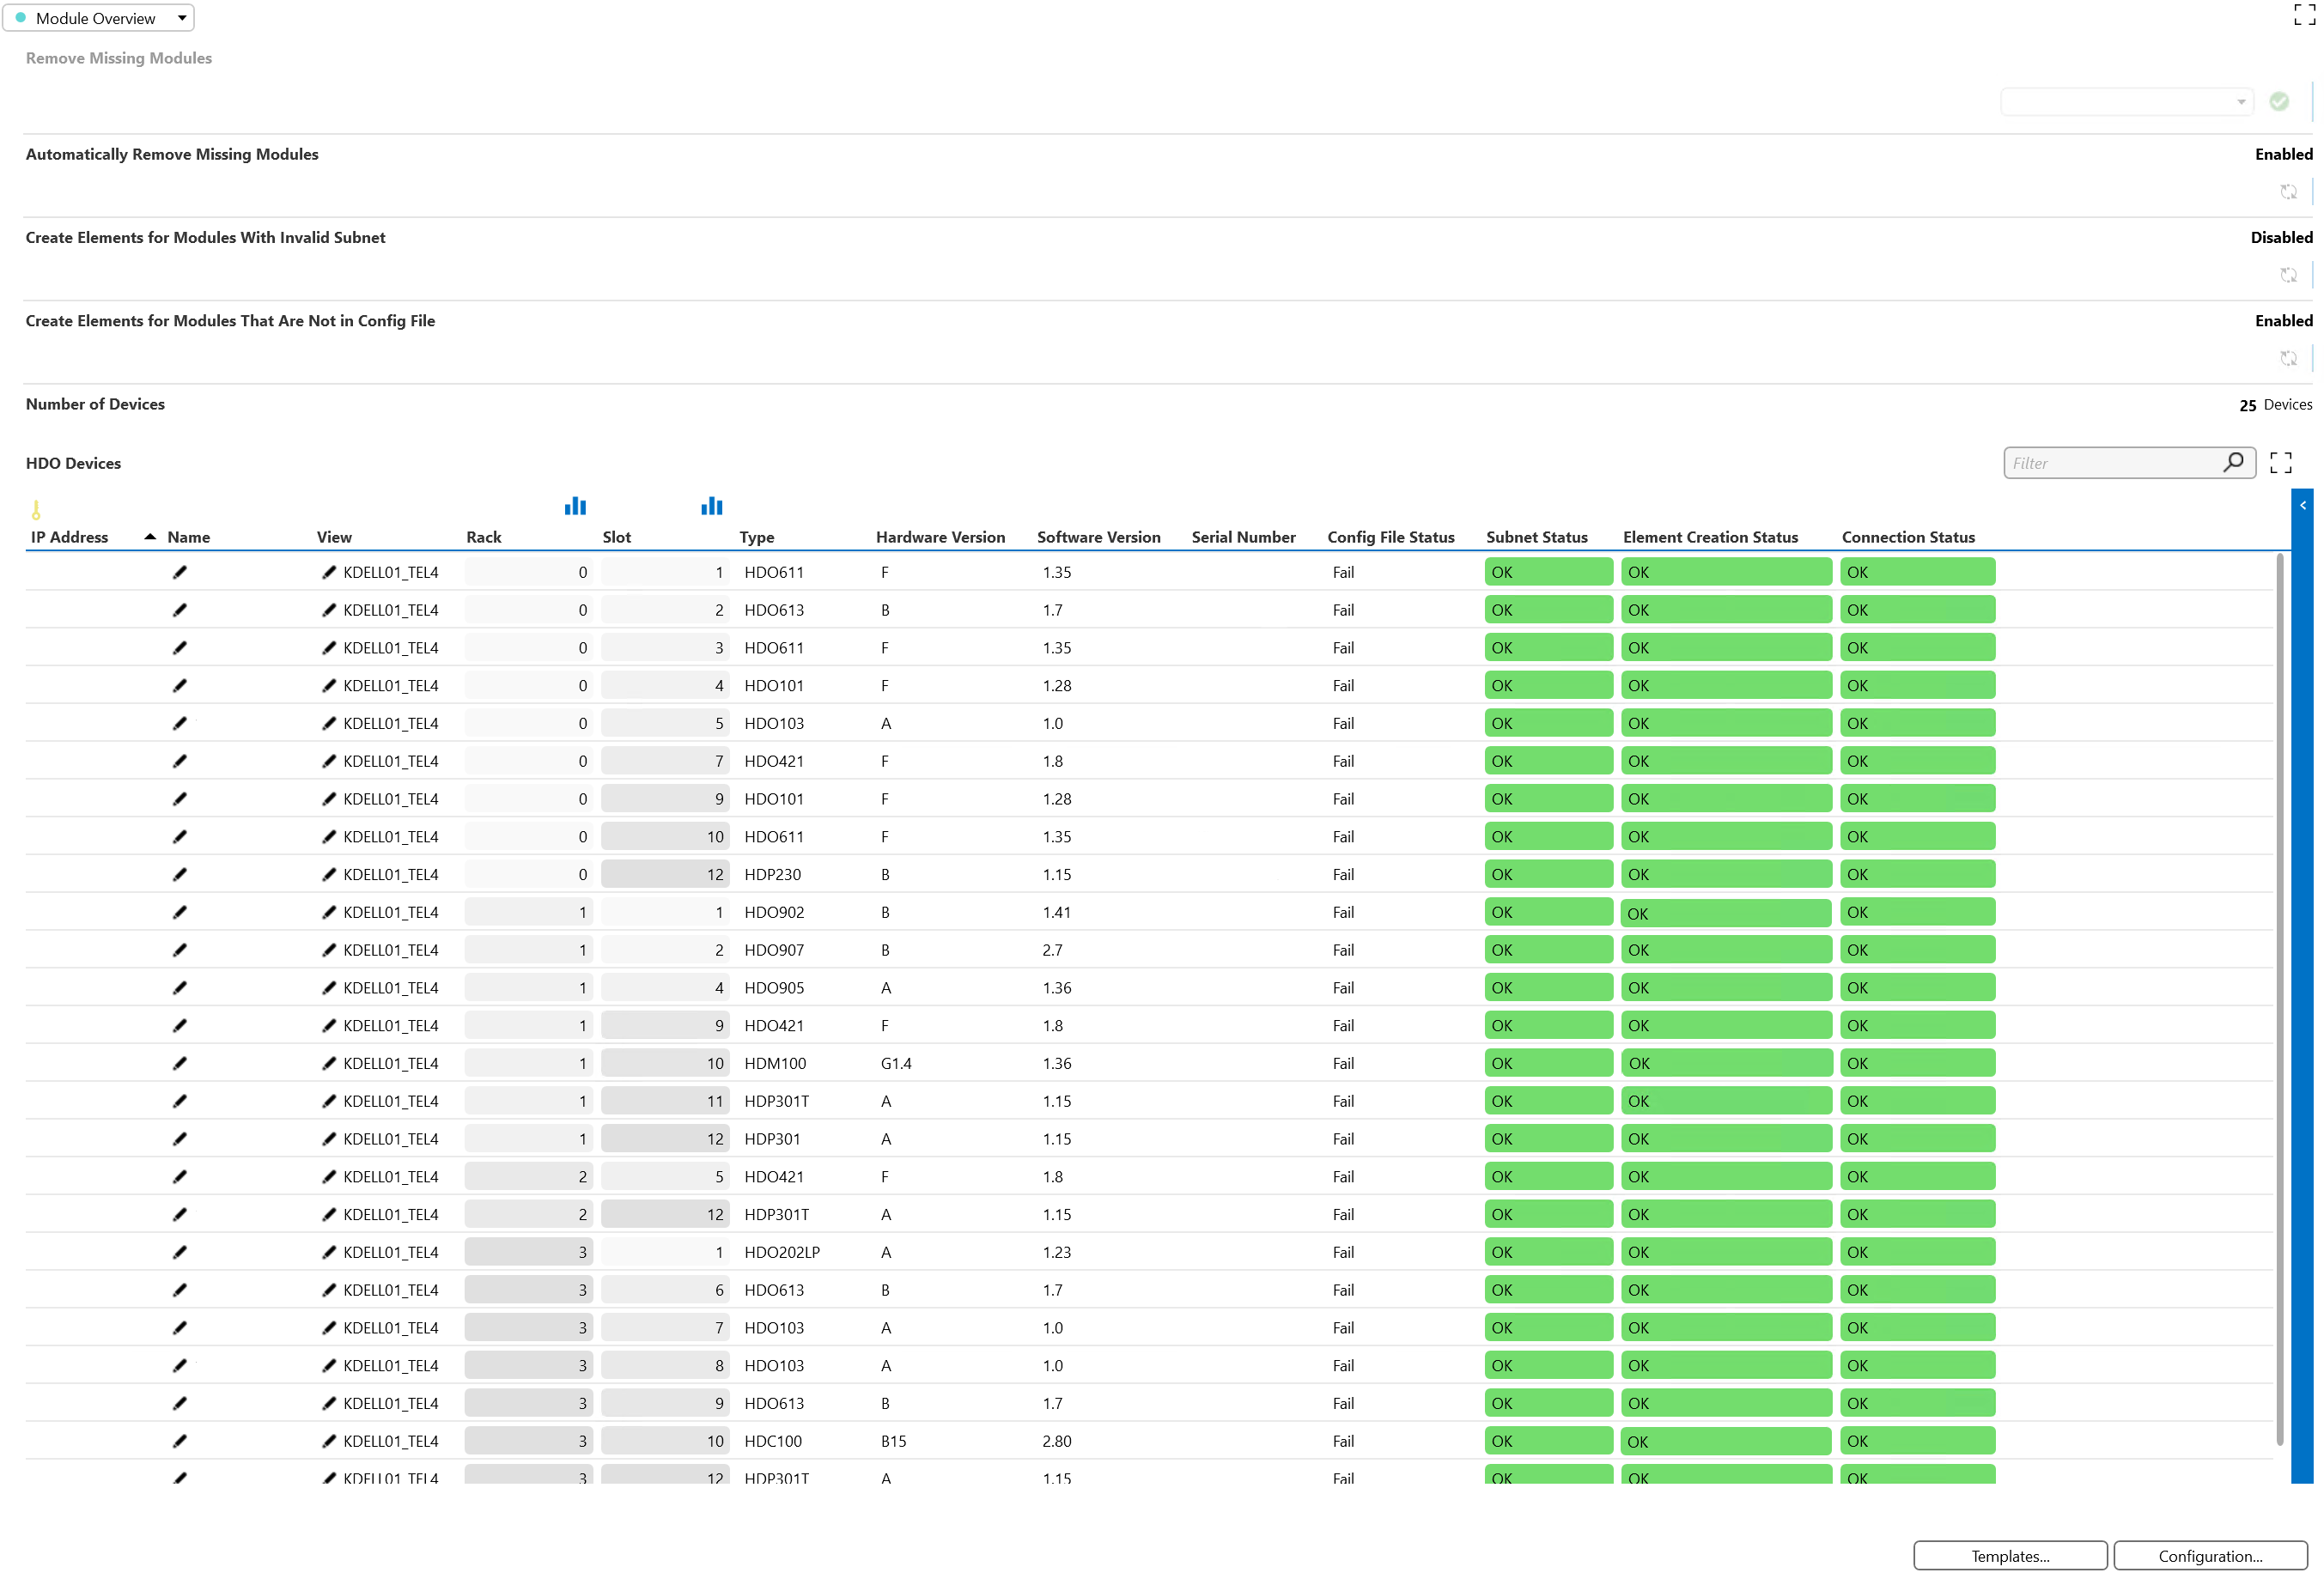 Module Overview
Remove Missing Modules
Automatically Remove Missing Modules Enabled
Create Elements for Modules With Invalid Subnet Disabled
Create Elements for Modules That Are Not in Config File Enabled
Number of Devices 25 Devices
HDO Devices Filter
IP Address Name View Rack Slot Type Hardware Version Software Version Serial Number Config File Status Subnet Status Element Creation Status Connection Status
KDELL01_TEL4 0 1 HDO611 F 1.35 Fail OK OK OK
KDELL01_TEL4 0 2 HDO613 B 1.7 Fail OK OK OK
KDELL01_TEL4 0 3 HDO611 F 1.35 Fail OK OK OK
KDELL01_TEL4 0 4 HDO101 F 1.28 Fail OK OK OK
KDELL01_TEL4 0 5 HDO103 A 1.0 Fail OK OK OK
KDELL01_TEL4 0 7 HDO421 F 1.8 Fail OK OK OK
KDELL01_TEL4 0 9 HDO101 F 1.28 Fail OK OK OK
KDELL01_TEL4 0 10 HDO611 F 1.35 Fail OK OK OK
KDELL01_TEL4 0 12 HDP230 B 1.15 Fail OK OK OK
KDELL01_TEL4 1 1 HDO902 B 1.41 Fail OK OK OK
KDELL01_TEL4 1 2 HDO907 B 2.7 Fail OK OK OK
KDELL01_TEL4 1 4 HDO905 A 1.36 Fail OK OK OK
KDELL01_TEL4 1 9 HDO421 F 1.8 Fail OK OK OK
KDELL01_TEL4 1 10 HDM100 G1.4 1.36 Fail OK OK OK
KDELL01_TEL4 1 11 HDP301T A 1.15 Fail OK OK OK
KDELL01_TEL4 1 12 HDP301 A 1.15 Fail OK OK OK
KDELL01_TEL4 2 5 HDO421 F 1.8 Fail OK OK OK
KDELL01_TEL4 2 12 HDP301T A 1.15 Fail OK OK OK
KDELL01_TEL4 3 1 HDO202LP A 1.23 Fail OK OK OK
KDELL01_TEL4 3 6 HDO613 B 1.7 Fail OK OK OK
KDELL01_TEL4 3 7 HDO103 A 1.0 Fail OK OK OK
KDELL01_TEL4 3 8 HDO103 A 1.0 Fail OK OK OK
KDELL01_TEL4 3 9 HDO613 B 1.7 Fail OK OK OK
KDELL01_TEL4 3 10 HDC100 B15 2.80 Fail OK OK OK
KDELL01_TEL4 3 12 HDP301T A 1.15 Fail OK OK OK
Templates... Configuration...